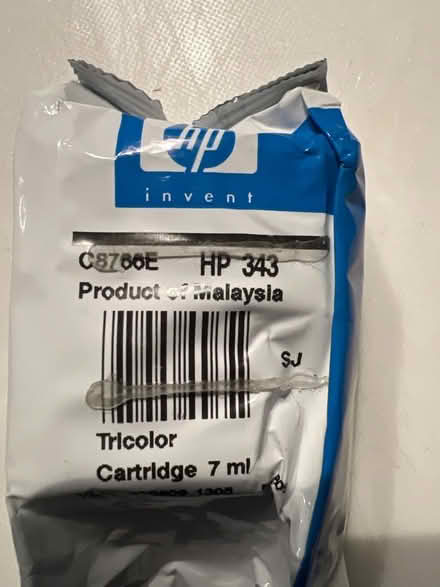 hp
invent
C8766E HP 343
Product of Malaysia
SJ
Tricolor
Cartridge 7 ml